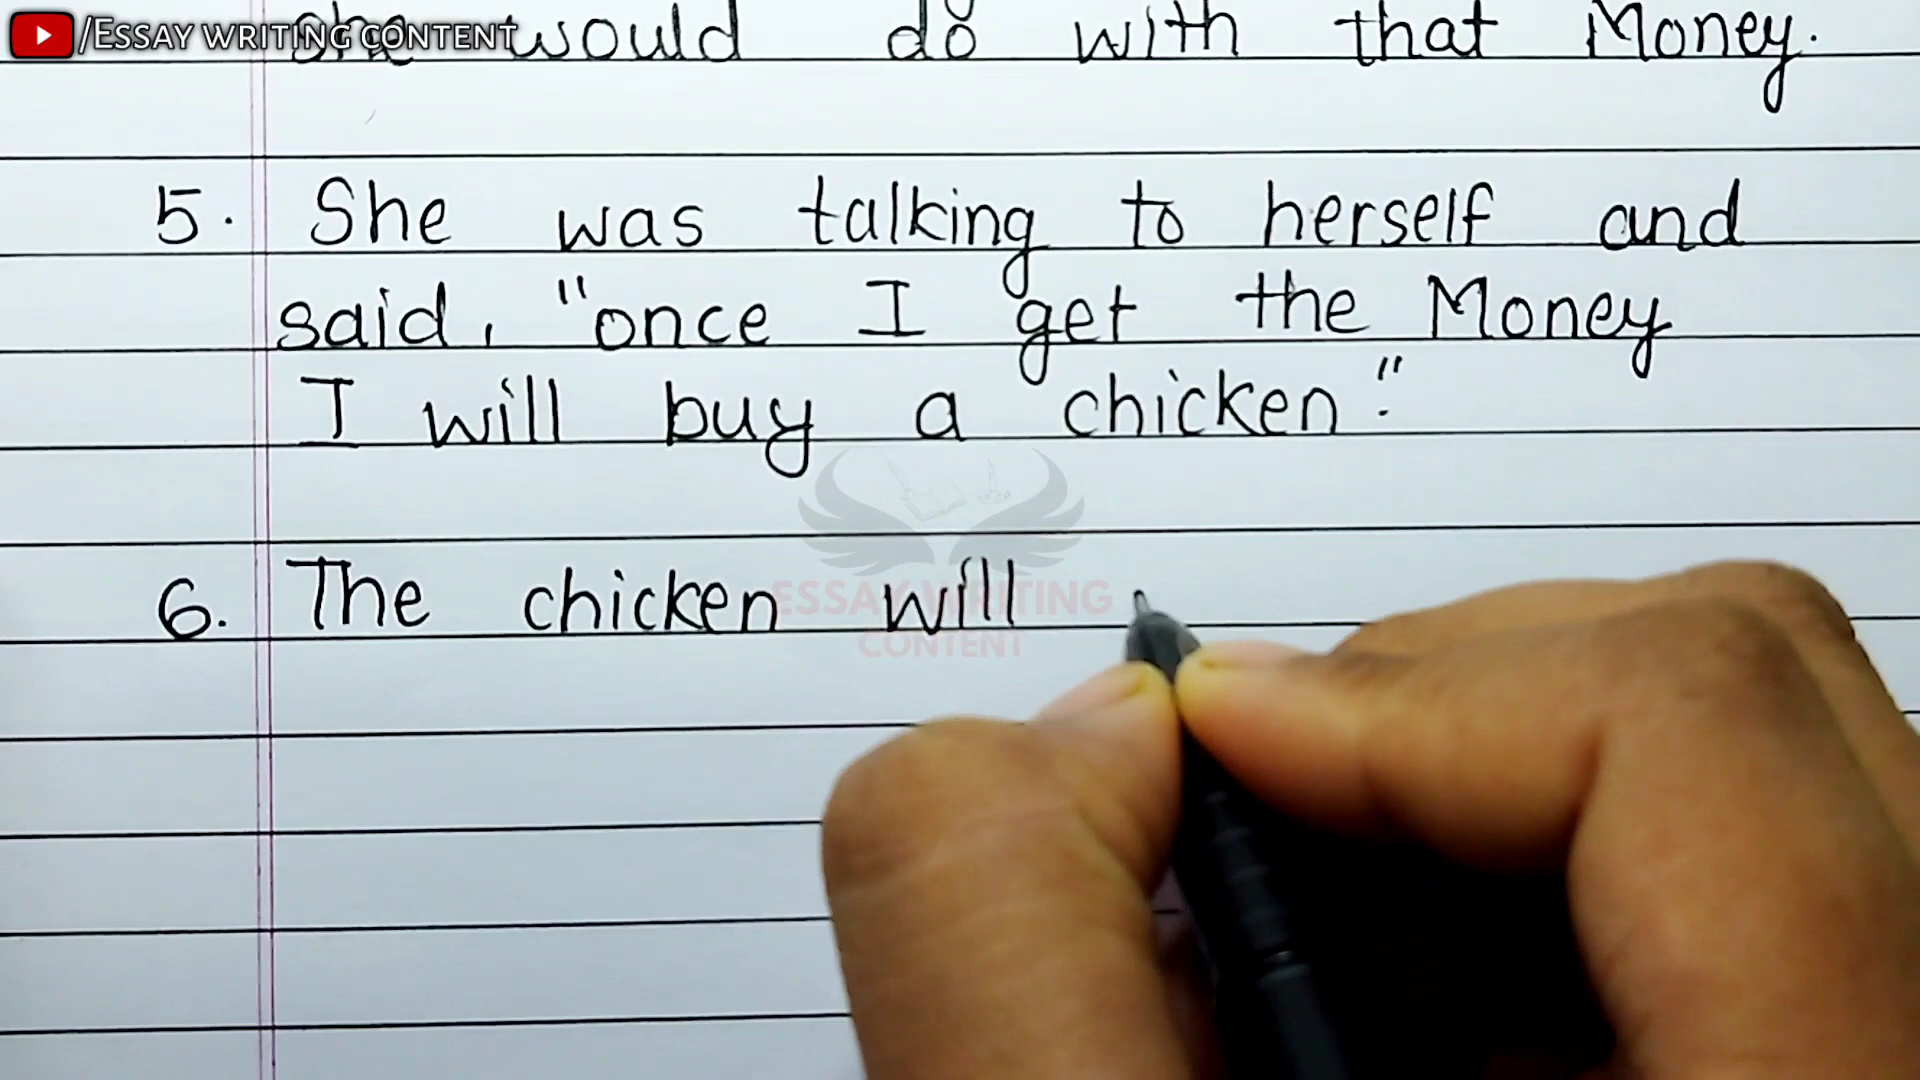 /ESSAY WRITING CONTENT
she would do with that Money.
5. She was talking to herself and
said, "once I get the Money
I will buy a chicken."
6. The chicken will
ESSAY WRITING
CONTENT